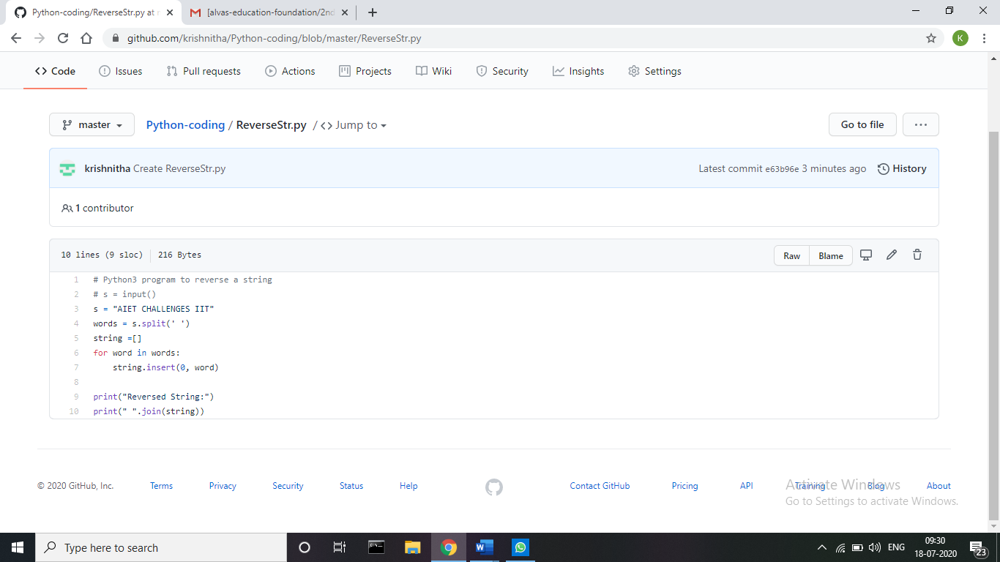 Python-coding/ReverseStr.py at
[alvas-education-foundation/2nd
github.com/krishnitha/Python-coding/blob/master/ReverseStr.py
K
Code Issues Pull requests Actions Projects Wiki Security Insights Settings
master Python-coding / ReverseStr.py / <> Jump to Go to file ...
krishnitha Create ReverseStr.py Latest commit e63b96e 3 minutes ago History
1 contributor
10 lines (9 sloc) 216 Bytes Raw Blame
1 # Python3 program to reverse a string
2 # s = input()
3 s = "AIET CHALLENGES IIT"
4 words = s.split(' ')
5 string =[]
6 for word in words:
7 string.insert(0, word)
8
9 print("Reversed String:")
10 print(" ".join(string))
© 2020 GitHub, Inc. Terms Privacy Security Status Help Contact GitHub Pricing API Training Blog About
Activate Windows
Go to Settings to activate Windows.
Type here to search
ENG
09:30
18-07-2020
23